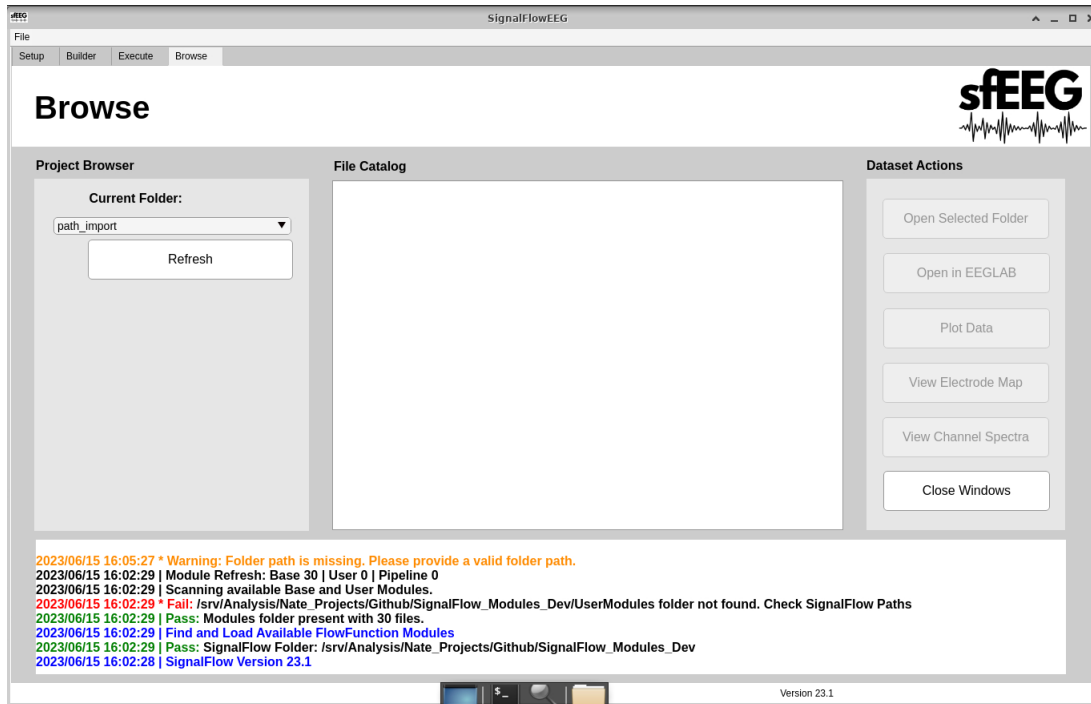 sfEEG
SignalFlowEEG
File
Setup Builder Execute Browse
Browse
sfEEG
Project Browser
Current Folder:
path_import
Refresh
File Catalog
Dataset Actions
Open Selected Folder
Open in EEGLAB
Plot Data
View Electrode Map
View Channel Spectra
Close Windows
2023/06/15 16:05:27 * Warning: Folder path is missing. Please provide a valid folder path.
2023/06/15 16:02:29 | Module Refresh: Base 30 | User 0 | Pipeline 0
2023/06/15 16:02:29 | Scanning available Base and User Modules.
2023/06/15 16:02:29 * Fail: /srv/Analysis/Nate_Projects/Github/SignalFlow_Modules_Dev/UserModules folder not found. Check SignalFlow Paths
2023/06/15 16:02:29 | Pass: Modules folder present with 30 files.
2023/06/15 16:02:29 | Find and Load Available FlowFunction Modules
2023/06/15 16:02:29 | Pass: SignalFlow Folder: /srv/Analysis/Nate_Projects/Github/SignalFlow_Modules_Dev
2023/06/15 16:02:28 | SignalFlow Version 23.1
$_
Version 23.1